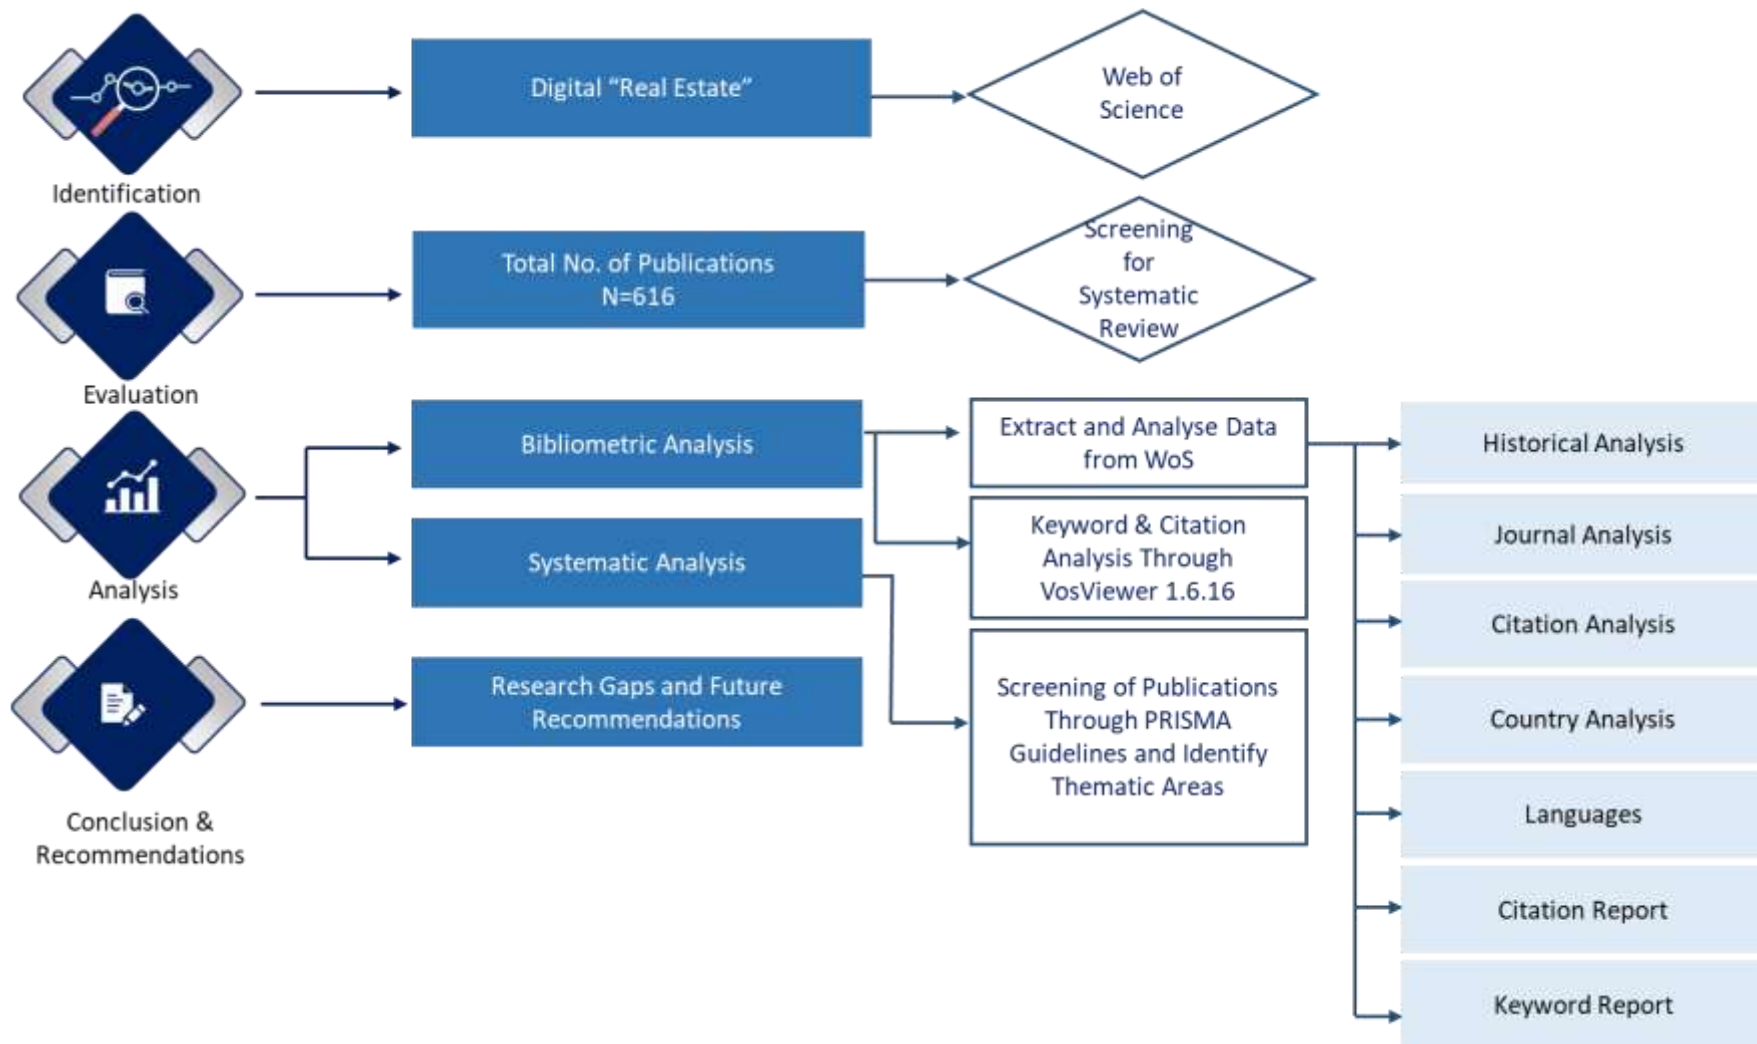 Identification
Digital “Real Estate”
Web of
Science
Evaluation
Total No. of Publications
N=616
Screening
for
Systematic
Review
Analysis
Bibliometric Analysis
Systematic Analysis
Extract and Analyse Data
from WoS
Keyword & Citation
Analysis Through
VosViewer 1.6.16
Screening of Publications
Through PRISMA
Guidelines and Identify
Thematic Areas
Historical Analysis
Journal Analysis
Citation Analysis
Country Analysis
Languages
Citation Report
Keyword Report
Conclusion &
Recommendations
Research Gaps and Future
Recommendations